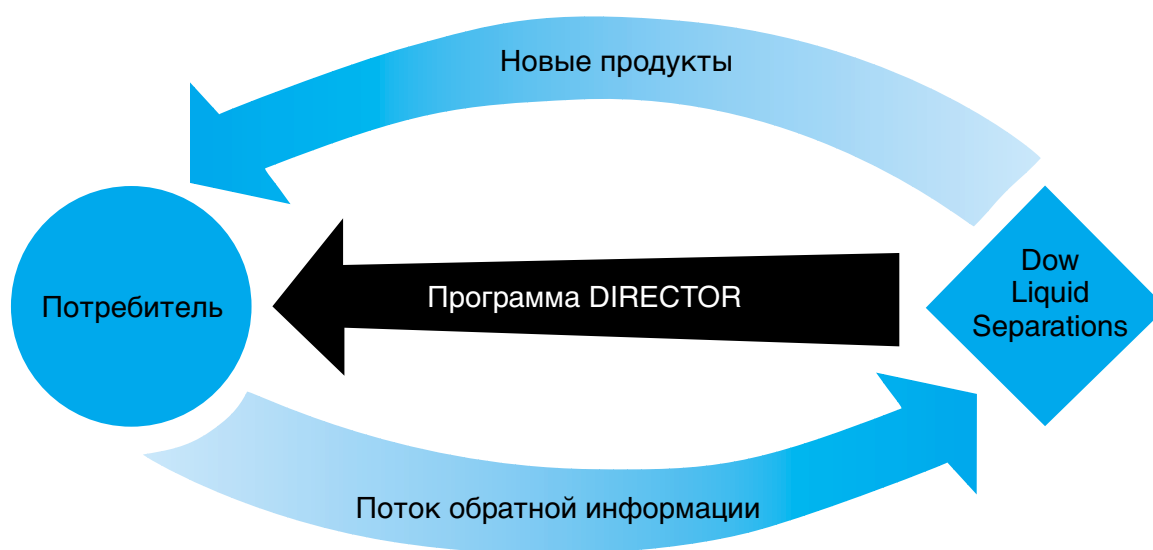 Новые продукты
Потребитель
Программа DIRECTOR
Dow
Liquid
Separations
Поток обратной информации